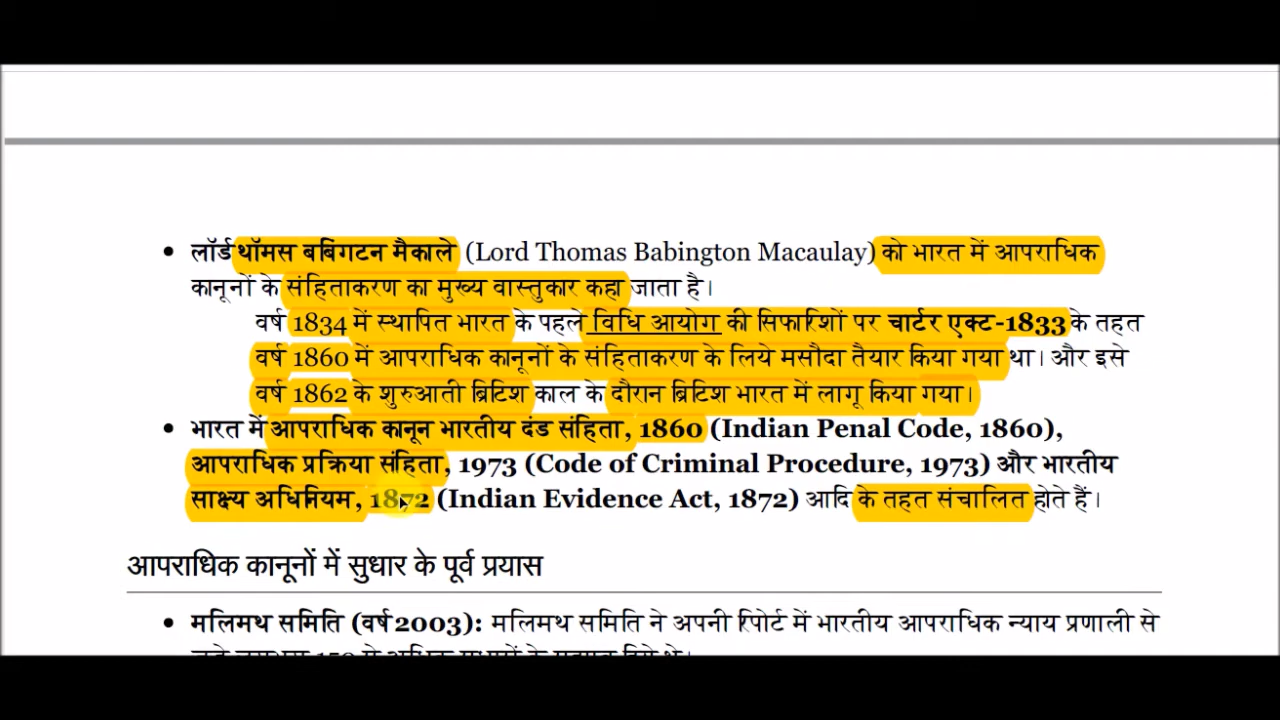 लॉर्ड थॉमस बबिंगटन मैकाले (Lord Thomas Babington Macaulay) को भारत में आपराधिक
कानूनों के संहिताकरण का मुख्य वास्तुकार कहा जाता है।
वर्ष 1834 में स्थापित भारत के पहले विधि आयोग की सिफारिशों पर चार्टर एक्ट-1833 के तहत
वर्ष 1860 में आपराधिक कानूनों के संहिताकरण के लिये मसौदा तैयार किया गया था। और इसे
वर्ष 1862 के शुरुआती ब्रिटिश काल के दौरान ब्रिटिश भारत में लागू किया गया।
भारत में आपराधिक कानून भारतीय दंड संहिता, 1860 (Indian Penal Code, 1860),
आपराधिक प्रक्रिया संहिता, 1973 (Code of Criminal Procedure, 1973) और भारतीय
साक्ष्य अधिनियम, 1872 (Indian Evidence Act, 1872) आदि के तहत संचालित होते हैं।
आपराधिक कानूनों में सुधार के पूर्व प्रयास
मलिमथ समिति (वर्ष 2003): मलिमथ समिति ने अपनी रिपोर्ट में भारतीय आपराधिक न्याय प्रणाली से